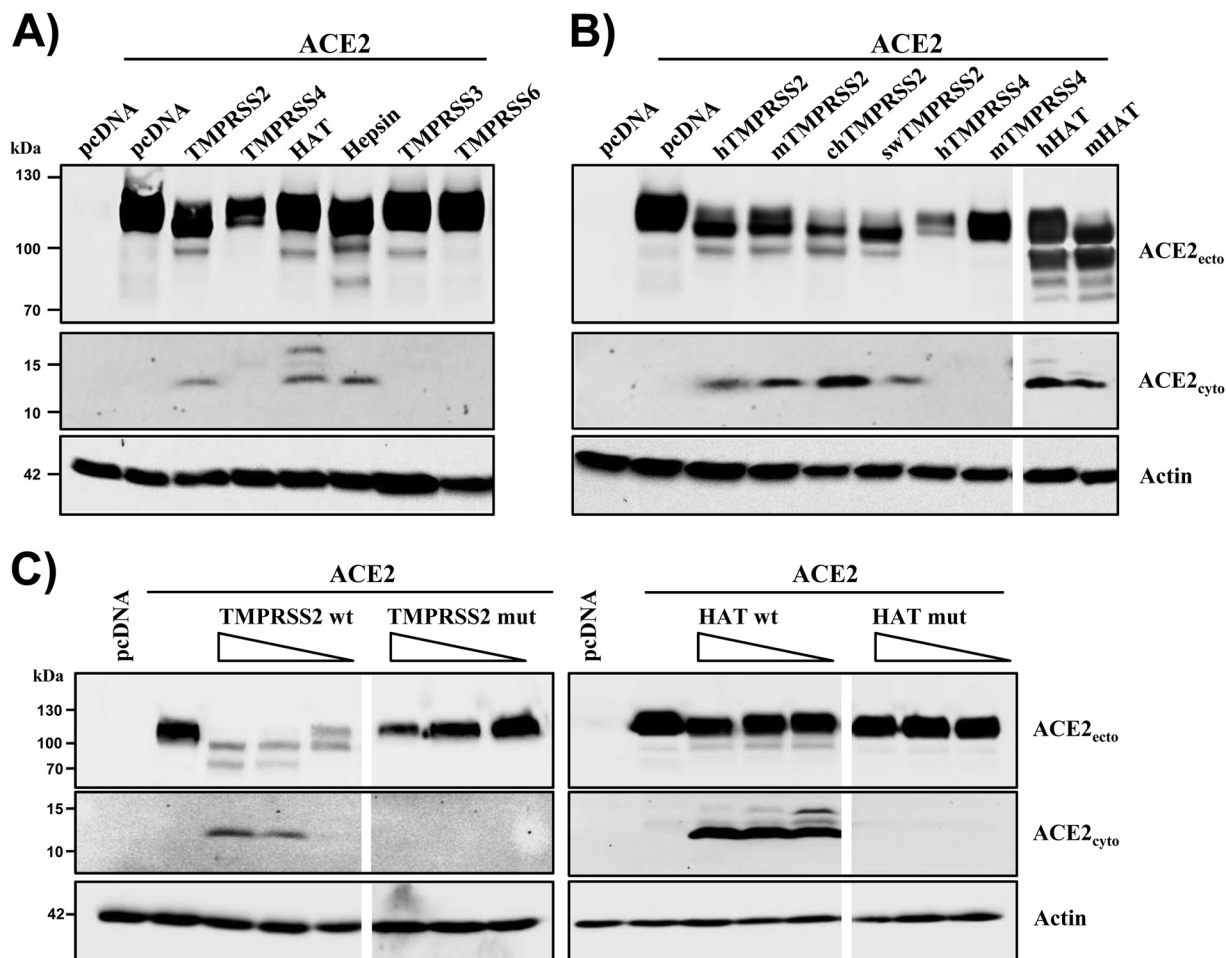 A)
ACE2
pcDNA
pcDNA
TMPRSS2
TMPRSS4
HAT
Hepsin
TMPRSS3
TMPRSS6
kDa
130
100
70
15
10
42
B)
ACE2
pcDNA
pcDNA
hTMPRSS2
mTMPRSS2
chTMPRSS2
swTMPRSS2
hTMPRSS4
mTMPRSS4
hHAT
mHAT
ACE2ecto
ACE2cyto
Actin
C)
ACE2
pcDNA
TMPRSS2 wt
TMPRSS2 mut
kDa
130
100
70
15
10
42
ACE2
pcDNA
HAT wt
HAT mut
ACE2ecto
ACE2cyto
Actin